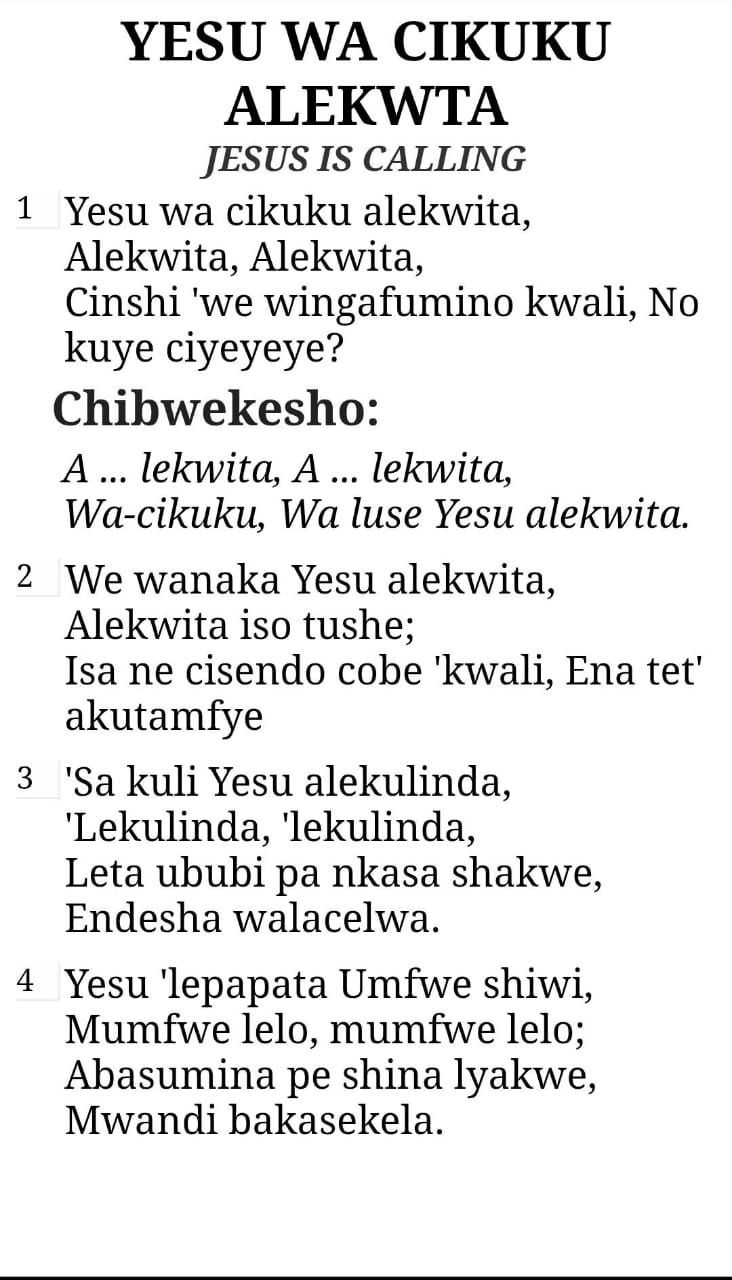 YESU WA CIKUKU
ALEKWTA
JESUS IS CALLING
1 Yesu wa cikuku alekwita,
Alekwita, Alekwita,
Cinshi 'we wingafumino kwali, No
kuye ciyeyeye?
Chibwekesho:
A ... lekwita, A ... lekwita,
Wa-cikuku, Wa luse Yesu alekwita.
2 We wanaka Yesu alekwita,
Alekwita iso tushe;
Isa ne cisendo cobe 'kwali, Ena tet'
akutamfye
3 'Sa kuli Yesu alekulinda,
'Lekulinda, 'lekulinda,
Leta ububi pa nkasa shakwe,
Endesha walacelwa.
4 Yesu 'lepapata Umfwe shiwi,
Mumfwe lelo, mumfwe lelo;
Abasumina pe shina lyakwe,
Mwandi bakasekela.